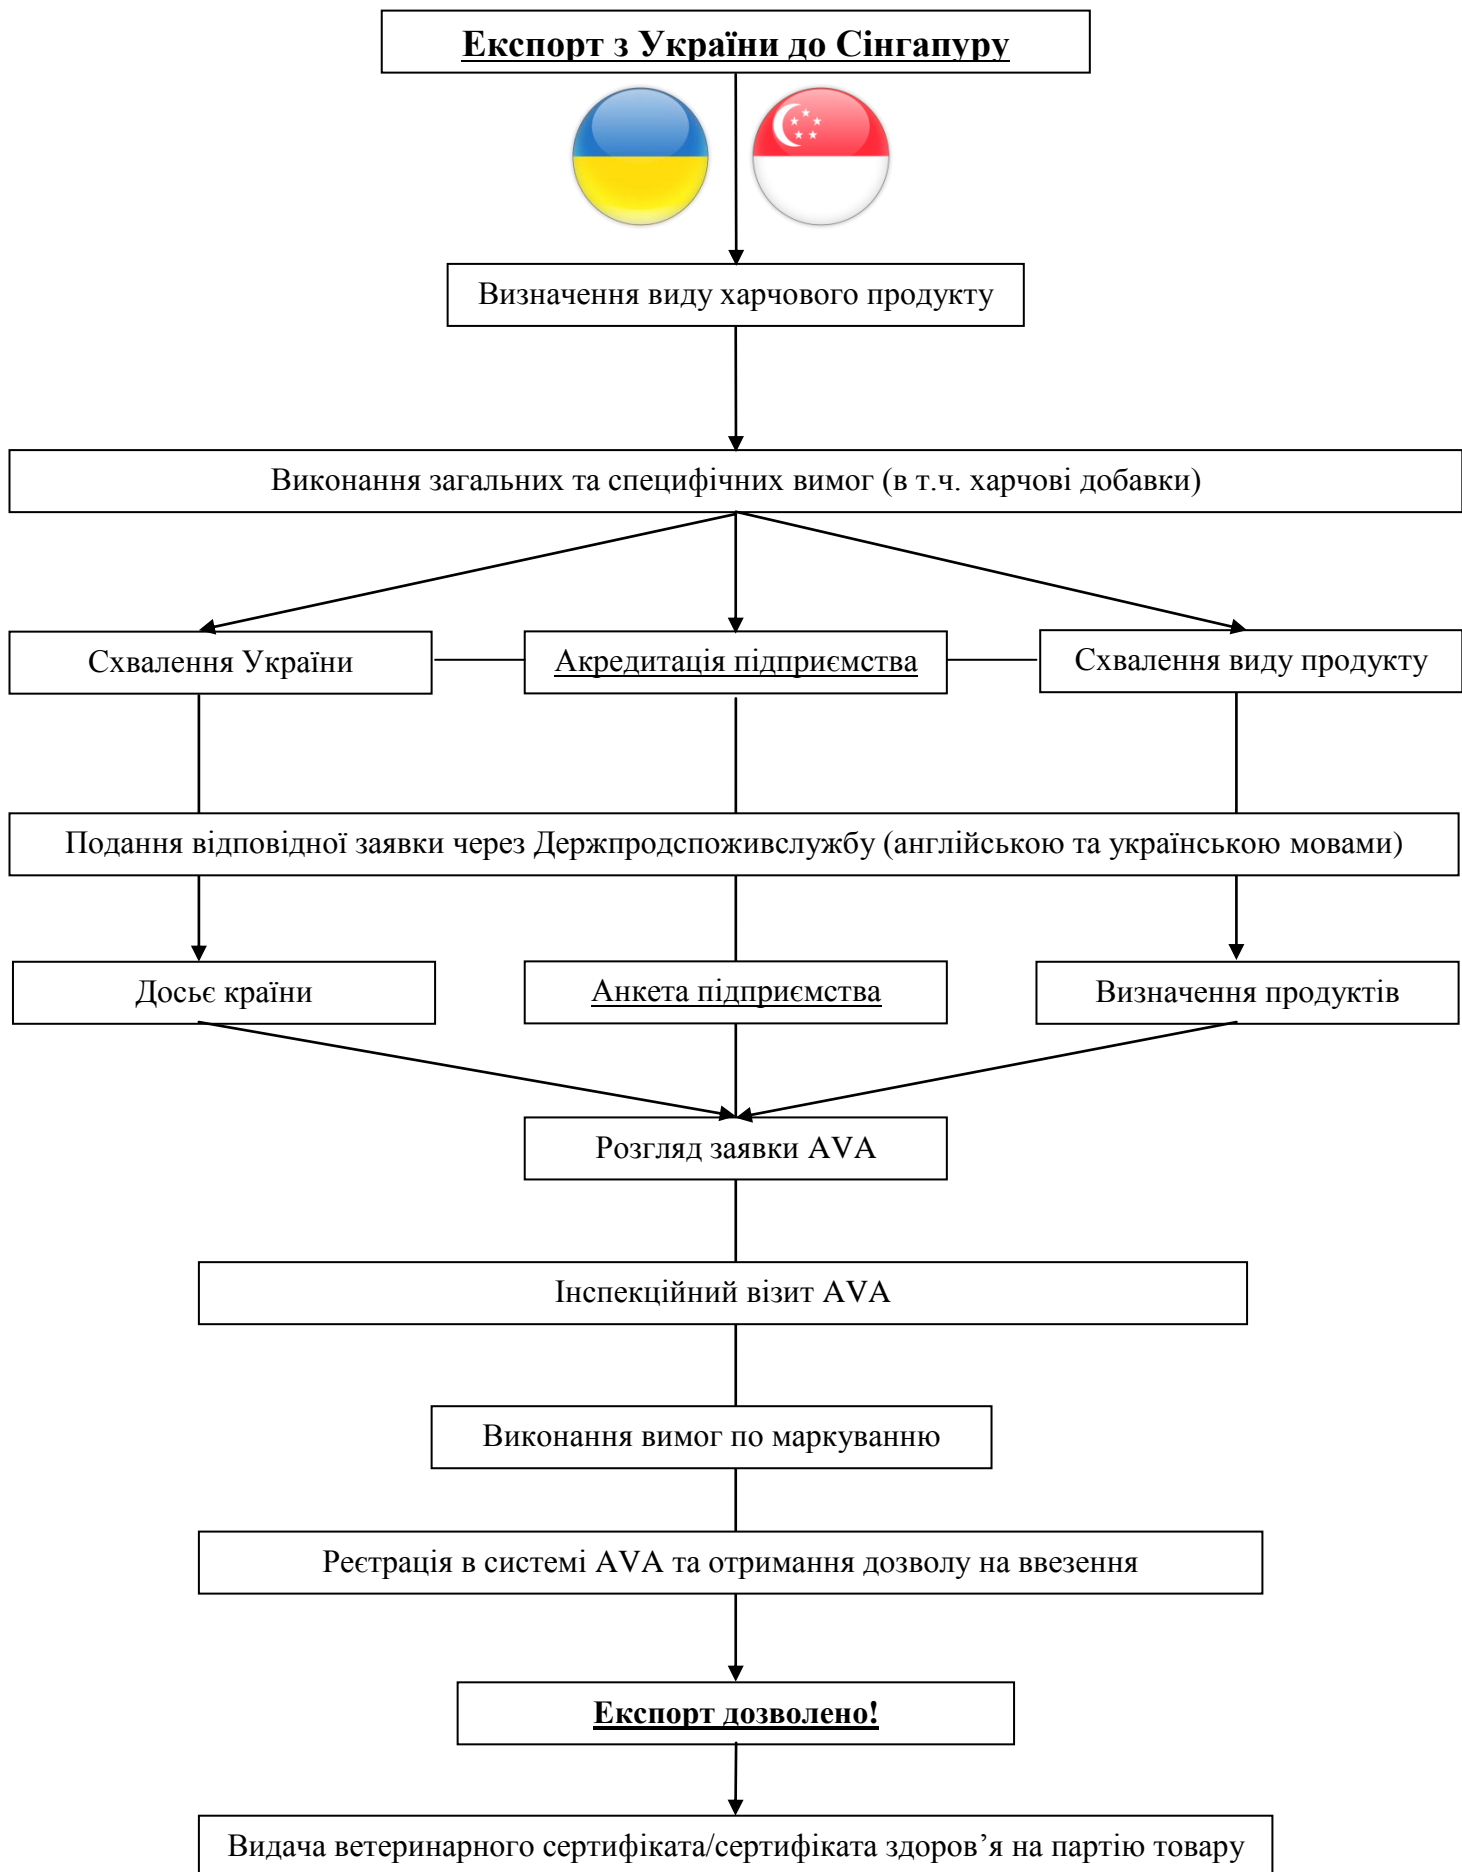 Експорт з України до Сінгапуру
Визначення виду харчового продукту
Виконання загальних та специфічних вимог (в т.ч. харчові добавки)
Схвалення України
Акредитація підприємства
Схвалення виду продукту
Подання відповідної заявки через Держпродспоживслужбу (англійською та українською мовами)
Досьє країни
Анкета підприємства
Визначення продуктів
Розгляд заявки AVA
Інспекційний візит AVA
Виконання вимог по маркуванню
Реєтрація в системі AVA та отримання дозволу на ввезення
Експорт дозволено!
Видача ветеринарного сертифіката/сертифіката здоров’я на партію товару